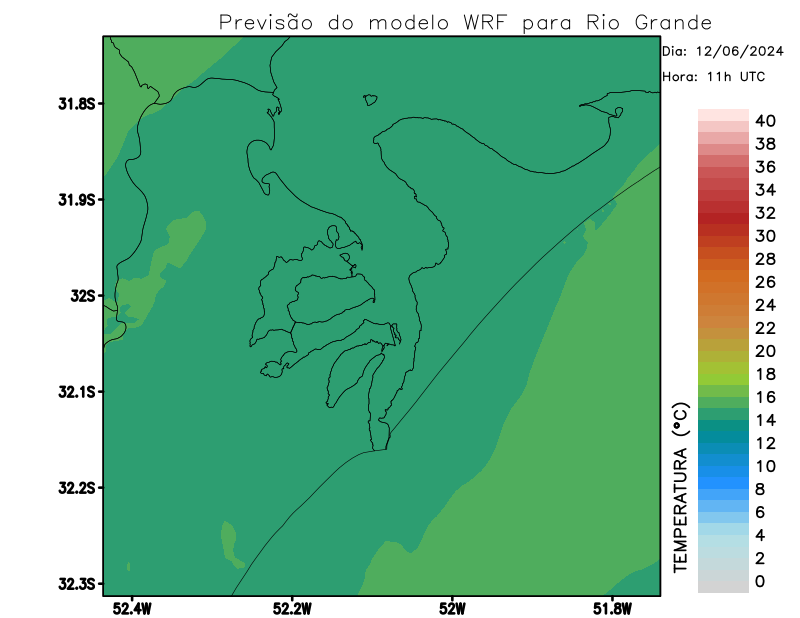 Previsão do modelo WRF para Rio Grande
Dia: 12/06/2024
Hora: 11h UTC
31.8S
31.9S
32S
32.1S
32.2S
32.3S
52.4W
52.2W
52W
51.8W
TEMPERATURA (°C)
40
38
36
34
32
30
28
26
24
22
20
18
16
14
12
10
8
6
4
2
0